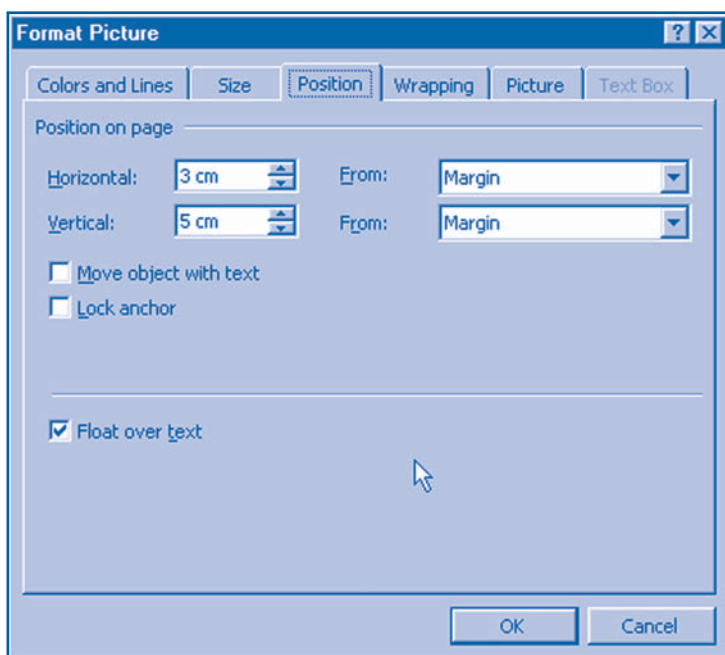 Format Picture
Colors and Lines Size Position Wrapping Picture Text Box
Position on page
Horizontal: 3 cm From: Margin
Vertical: 5 cm From: Margin
Move object with text
Lock anchor
Float over text
OK Cancel